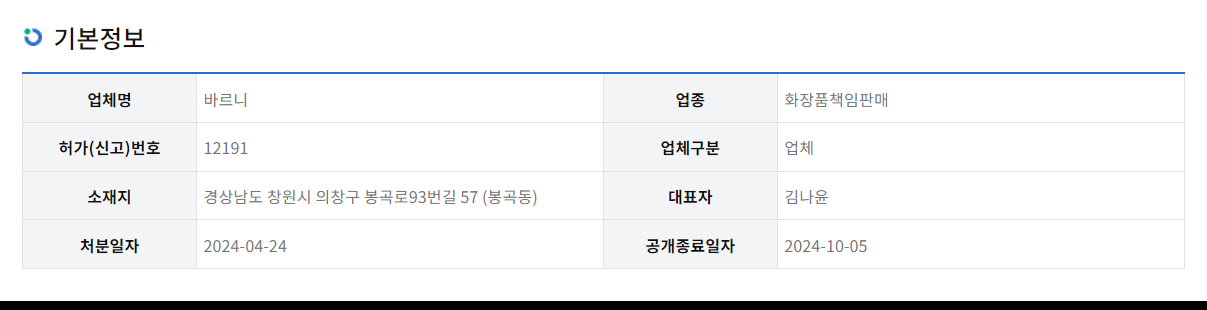 기본정보
업체명 바르니 업종 화장품책임판매
허가(신고)번호 12191 업체구분 업체
소재지 경상남도 창원시 의창구 봉곡로93번길 57 (봉곡동) 대표자 김나윤
처분일자 2024-04-24 공개종료일자 2024-10-05